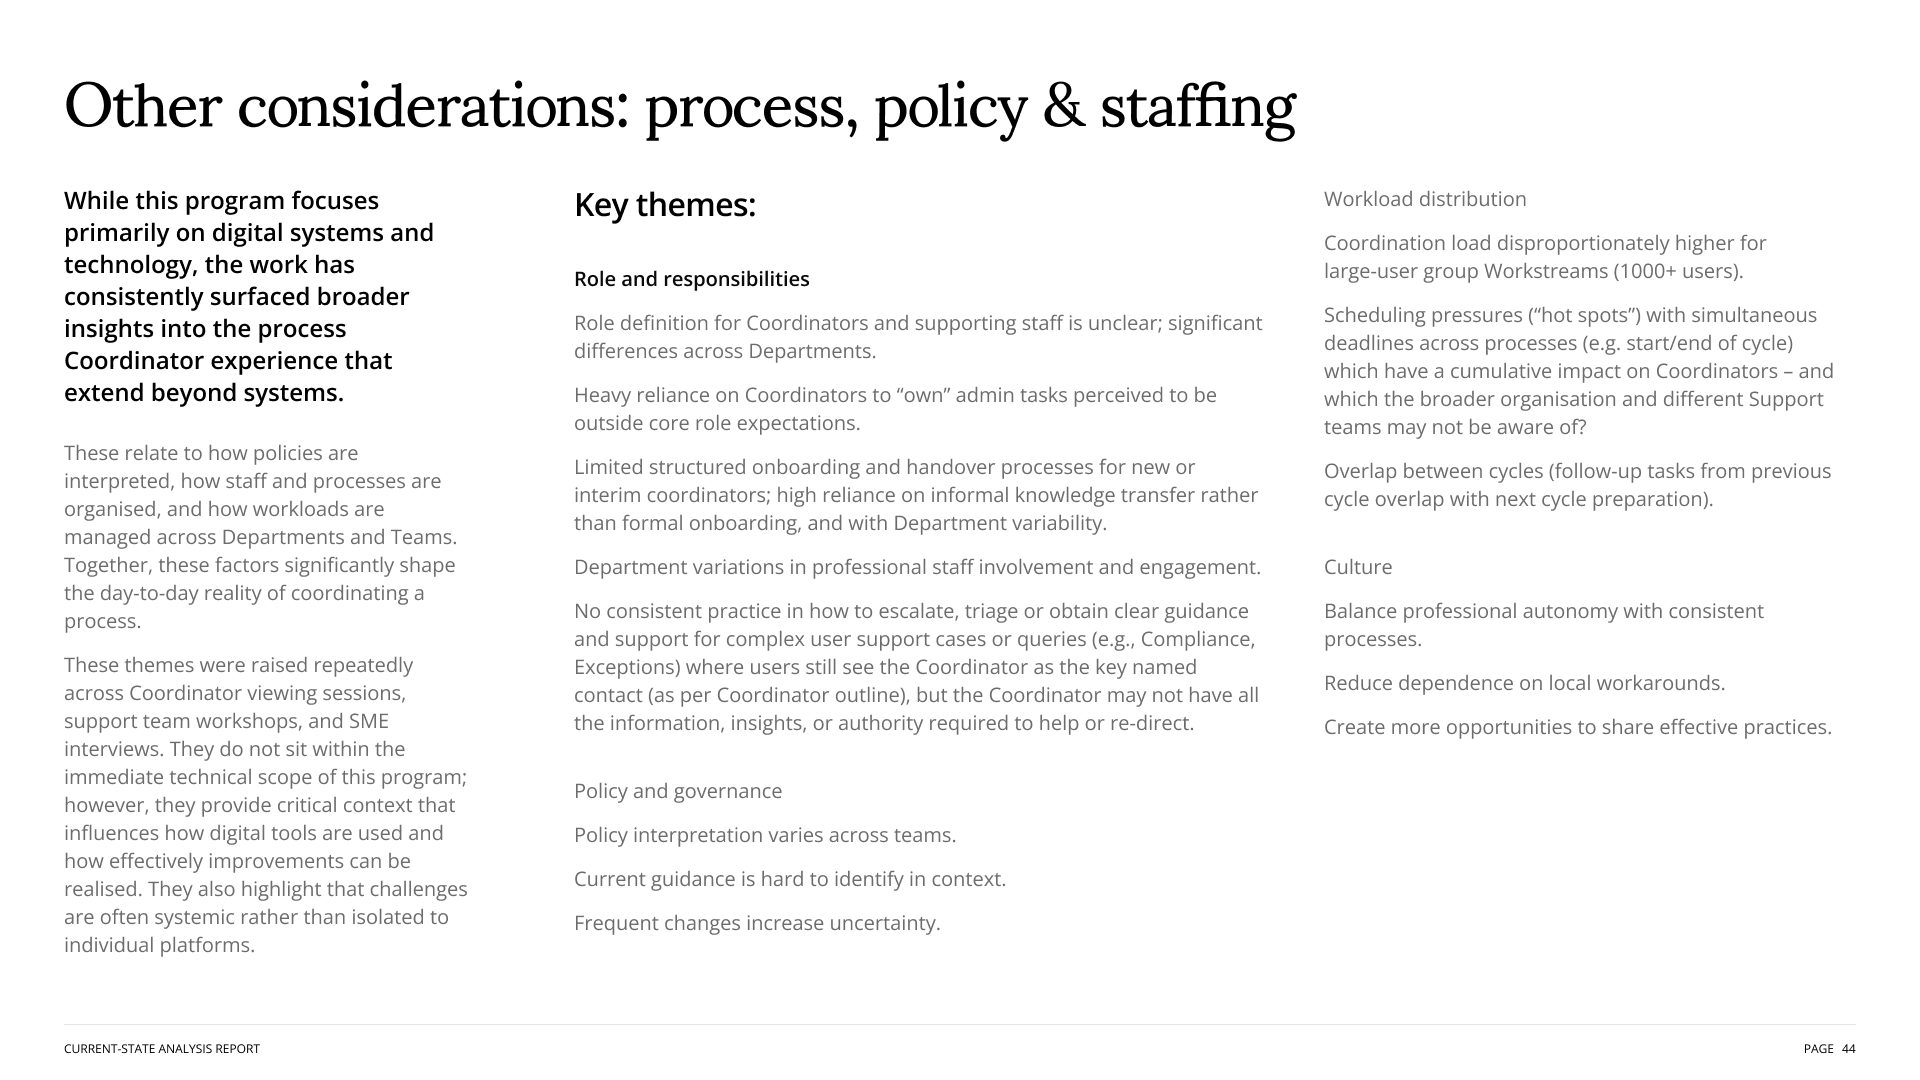 Other considerations: process, policy & staffing
While this program focuses
primarily on digital systems and
technology, the work has
consistently surfaced broader
insights into the process
Coordinator experience that
extend beyond systems.
These relate to how policies are
interpreted, how staff and processes are
organised, and how workloads are
managed across Departments and Teams.
Together, these factors significantly shape
the day-to-day reality of coordinating a
process.
These themes were raised repeatedly
across Coordinator viewing sessions,
support team workshops, and SME
interviews. They do not sit within the
immediate technical scope of this program;
however, they provide critical context that
influences how digital tools are used and
how effectively improvements can be
realised. They also highlight that challenges
are often systemic rather than isolated to
individual platforms.
Key themes:
Role and responsibilities
Role definition for Coordinators and supporting staff is unclear; significant
differences across Departments.
Heavy reliance on Coordinators to “own” admin tasks perceived to be
outside core role expectations.
Limited structured onboarding and handover processes for new or
interim coordinators; high reliance on informal knowledge transfer rather
than formal onboarding, and with Department variability.
Department variations in professional staff involvement and engagement.
No consistent practice in how to escalate, triage or obtain clear guidance
and support for complex user support cases or queries (e.g., Compliance,
Exceptions) where users still see the Coordinator as the key named
contact (as per Coordinator outline), but the Coordinator may not have all
the information, insights, or authority required to help or re-direct.
Policy and governance
Policy interpretation varies across teams.
Current guidance is hard to identify in context.
Frequent changes increase uncertainty.
Workload distribution
Coordination load disproportionately higher for
large-user group Workstreams (1000+ users).
Scheduling pressures (“hot spots”) with simultaneous
deadlines across processes (e.g. start/end of cycle)
which have a cumulative impact on Coordinators – and
which the broader organisation and different Support
teams may not be aware of?
Overlap between cycles (follow-up tasks from previous
cycle overlap with next cycle preparation).
Culture
Balance professional autonomy with consistent
processes.
Reduce dependence on local workarounds.
Create more opportunities to share effective practices.
CURRENT-STATE ANALYSIS REPORT
PAGE 44